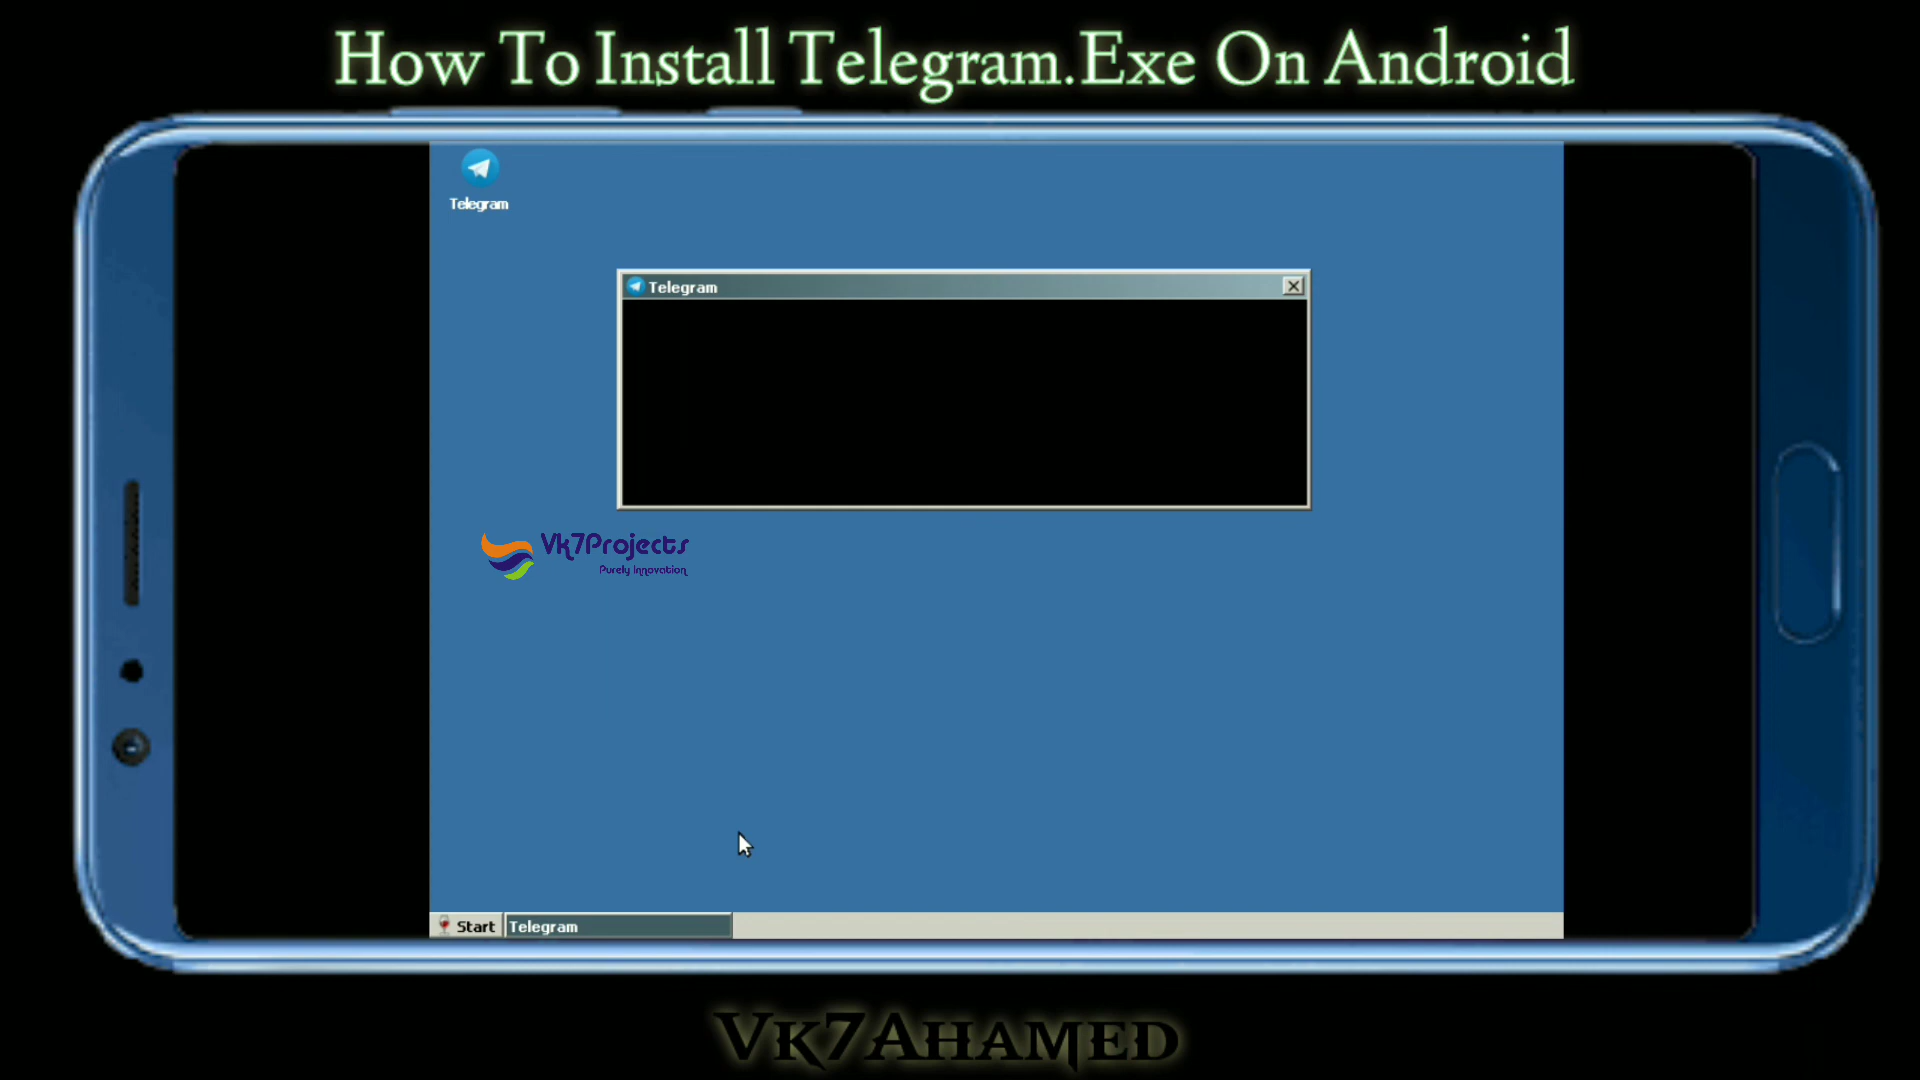 How To Install Telegram.Exe On Android
Telegram
Telegram
Vk7Projects
Purely Innovation
Start
Telegram
Vk7Ahamed